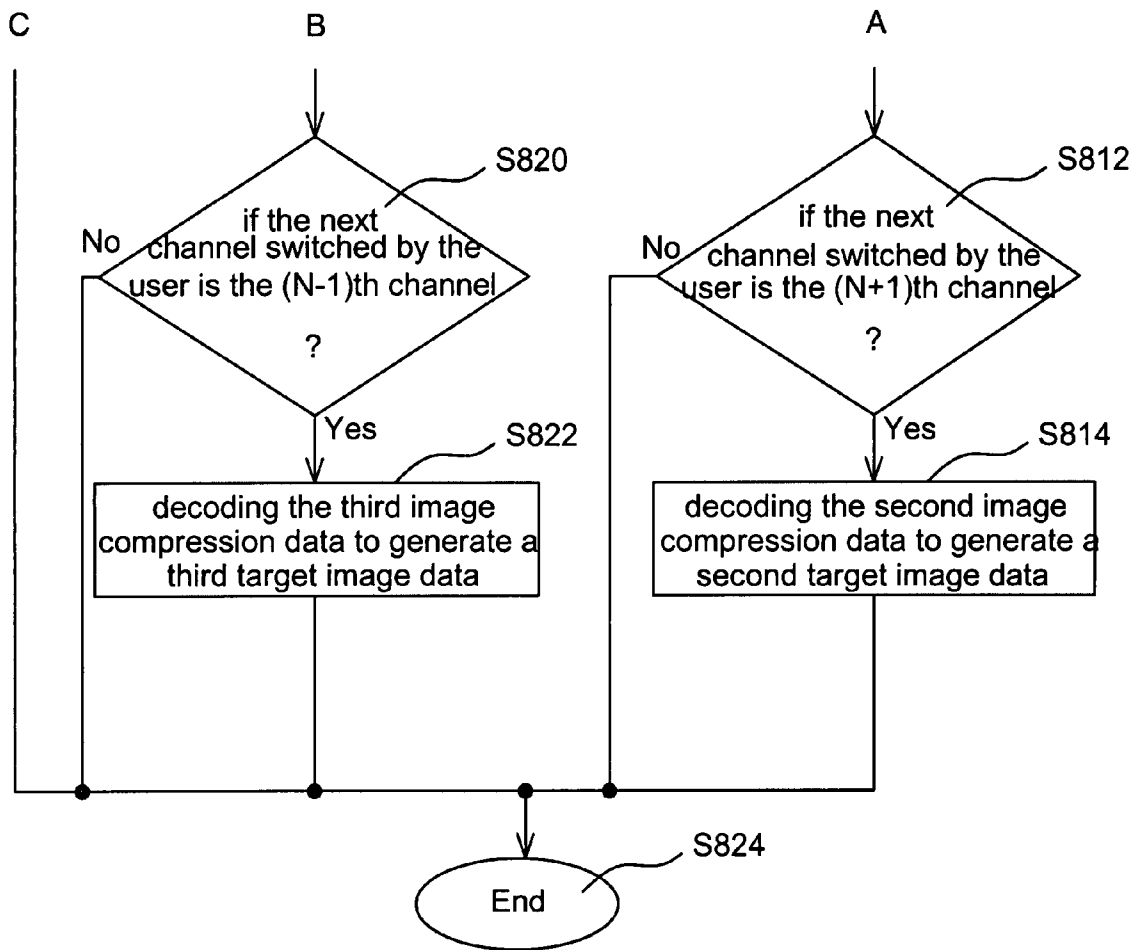 C
B
A
S820
S812
if the next
channel switched by the
user is the (N-1)th channel
?
No
if the next
channel switched by the
user is the (N+1)th channel
?
No
Yes
Yes
S822
S814
decoding the third image
compression data to generate a
third target image data
decoding the second image
compression data to generate a
second target image data
S824
End